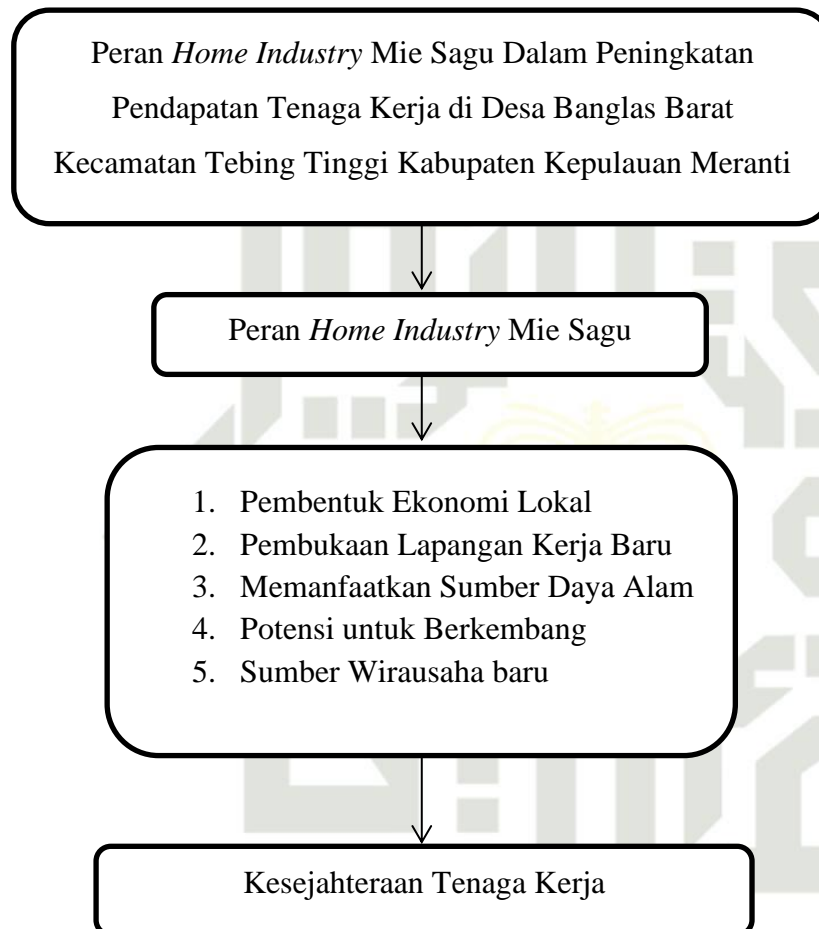 Peran Home Industry Mie Sagu Dalam Peningkatan
Pendapatan Tenaga Kerja di Desa Banglas Barat
Kecamatan Tebing Tinggi Kabupaten Kepulauan Meranti
Peran Home Industry Mie Sagu
1. Pembentuk Ekonomi Lokal
2. Pembukaan Lapangan Kerja Baru
3. Memanfaatkan Sumber Daya Alam
4. Potensi untuk Berkembang
5. Sumber Wirausaha baru
Kesejahteraan Tenaga Kerja